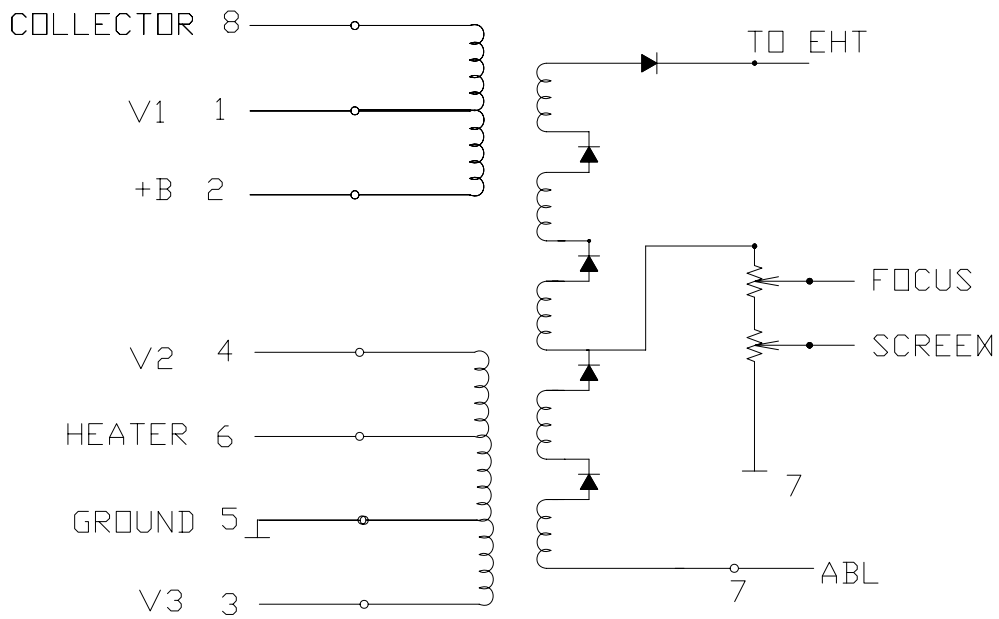 COLLECTOR 8
TO EHT
V1 1
+B 2
FOCUS
SCREEN
V2 4
HEATER 6
7
GROUND 5
ABL
7
V3 3